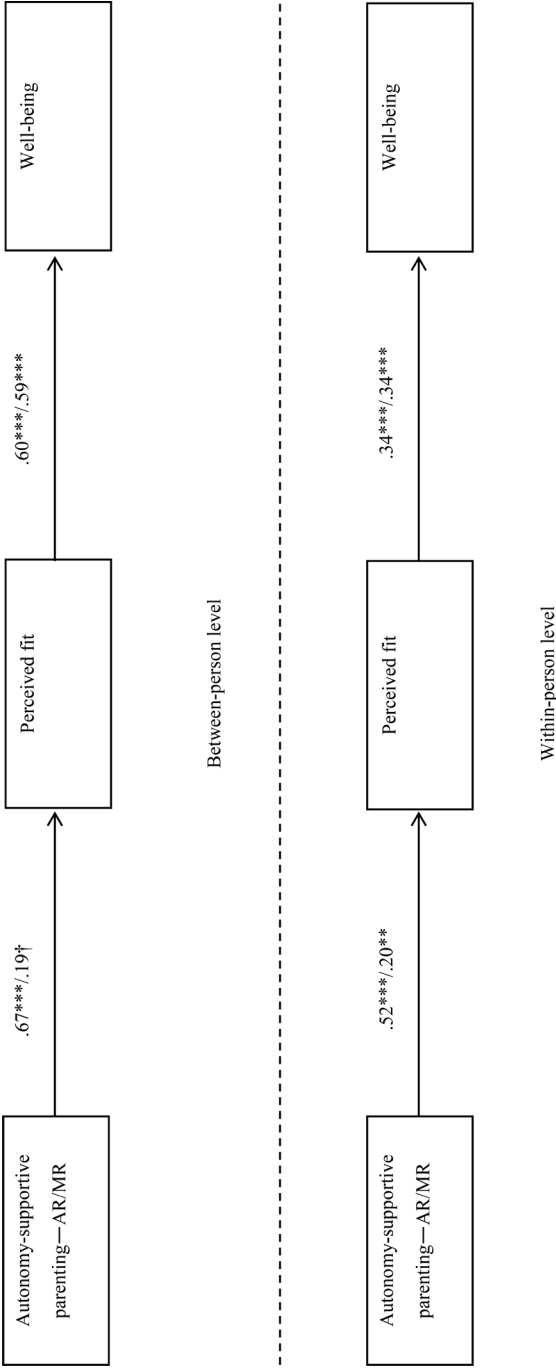 Autonomy-supportive
parenting—AR/MR
.67***/.19†
Perceived fit
.60***/.59***
Well-being
Between-person level
Autonomy-supportive
parenting—AR/MR
.52***/.20**
Perceived fit
.34***/.34***
Well-being
Within-person level